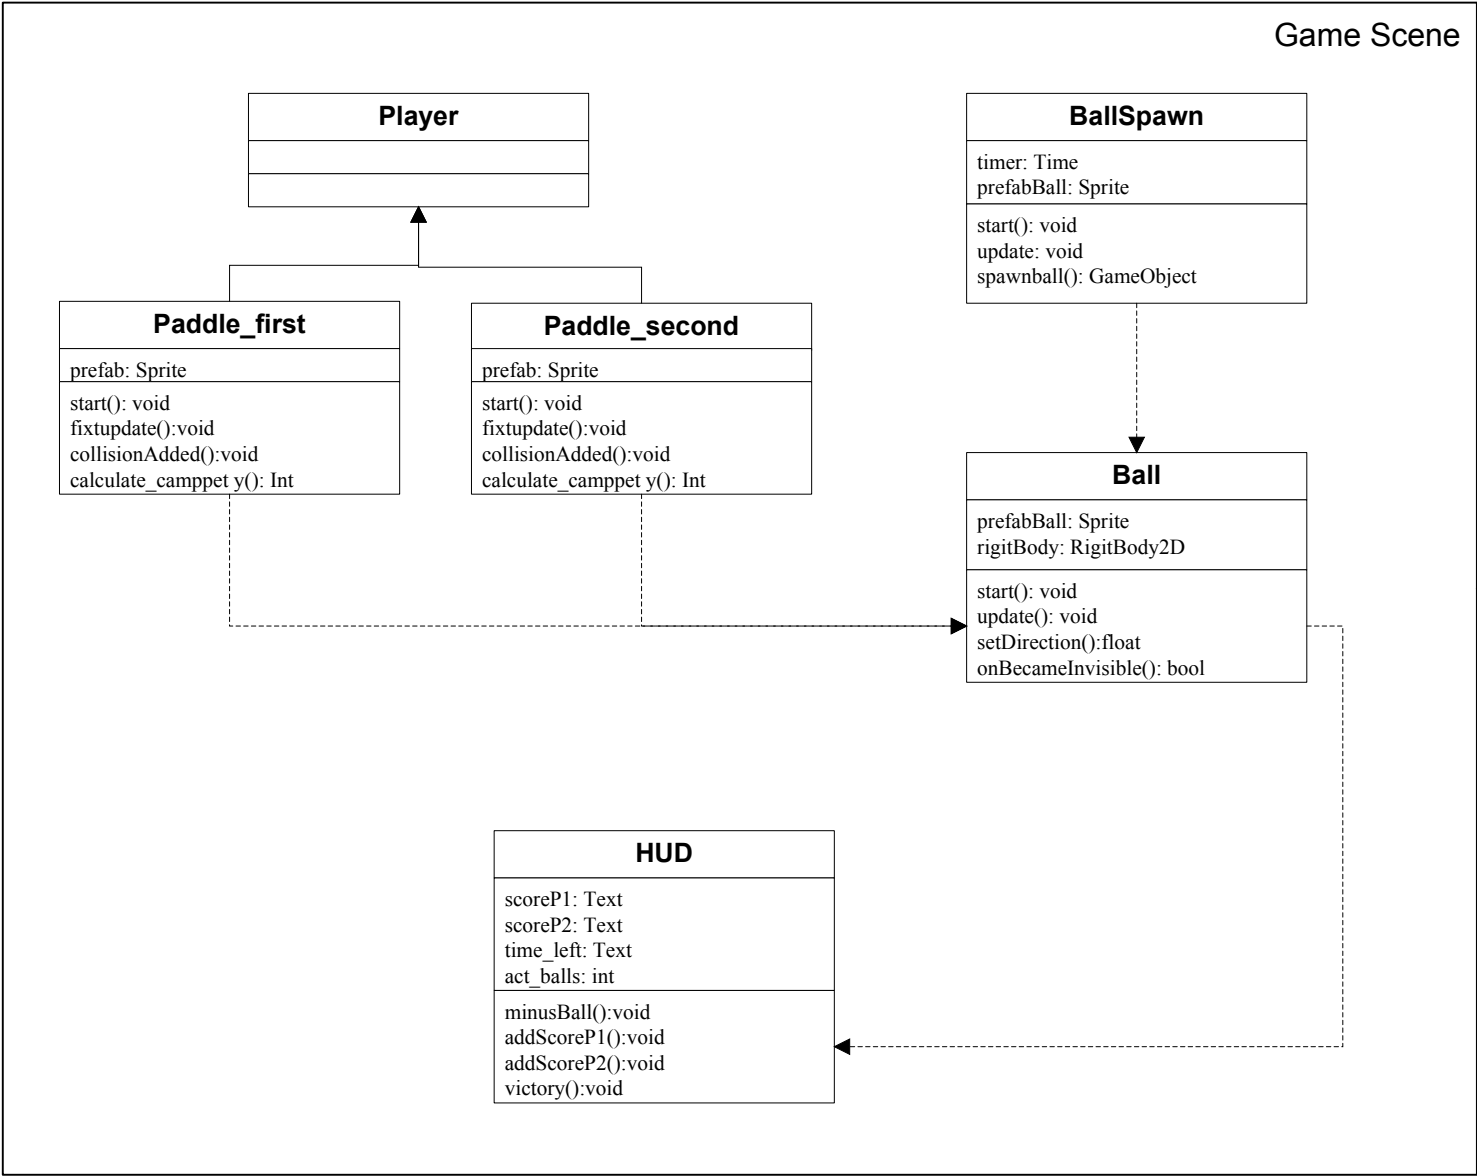 Game Scene
Player
BallSpawn
timer: Time
prefabBall: Sprite
start(): void
update: void
spawnball(): GameObject
Paddle_first
prefab: Sprite
start(): void
fixtupdate():void
collisionAdded():void
calculate_camppet y(): Int
Paddle_second
prefab: Sprite
start(): void
fixtupdate():void
collisionAdded():void
calculate_camppet y(): Int
Ball
prefabBall: Sprite
rigitBody: RigitBody2D
start(): void
update(): void
setDirection():float
onBecameInvisible(): bool
HUD
scoreP1: Text
scoreP2: Text
time_left: Text
act_balls: int
minusBall():void
addScoreP1():void
addScoreP2():void
victory():void